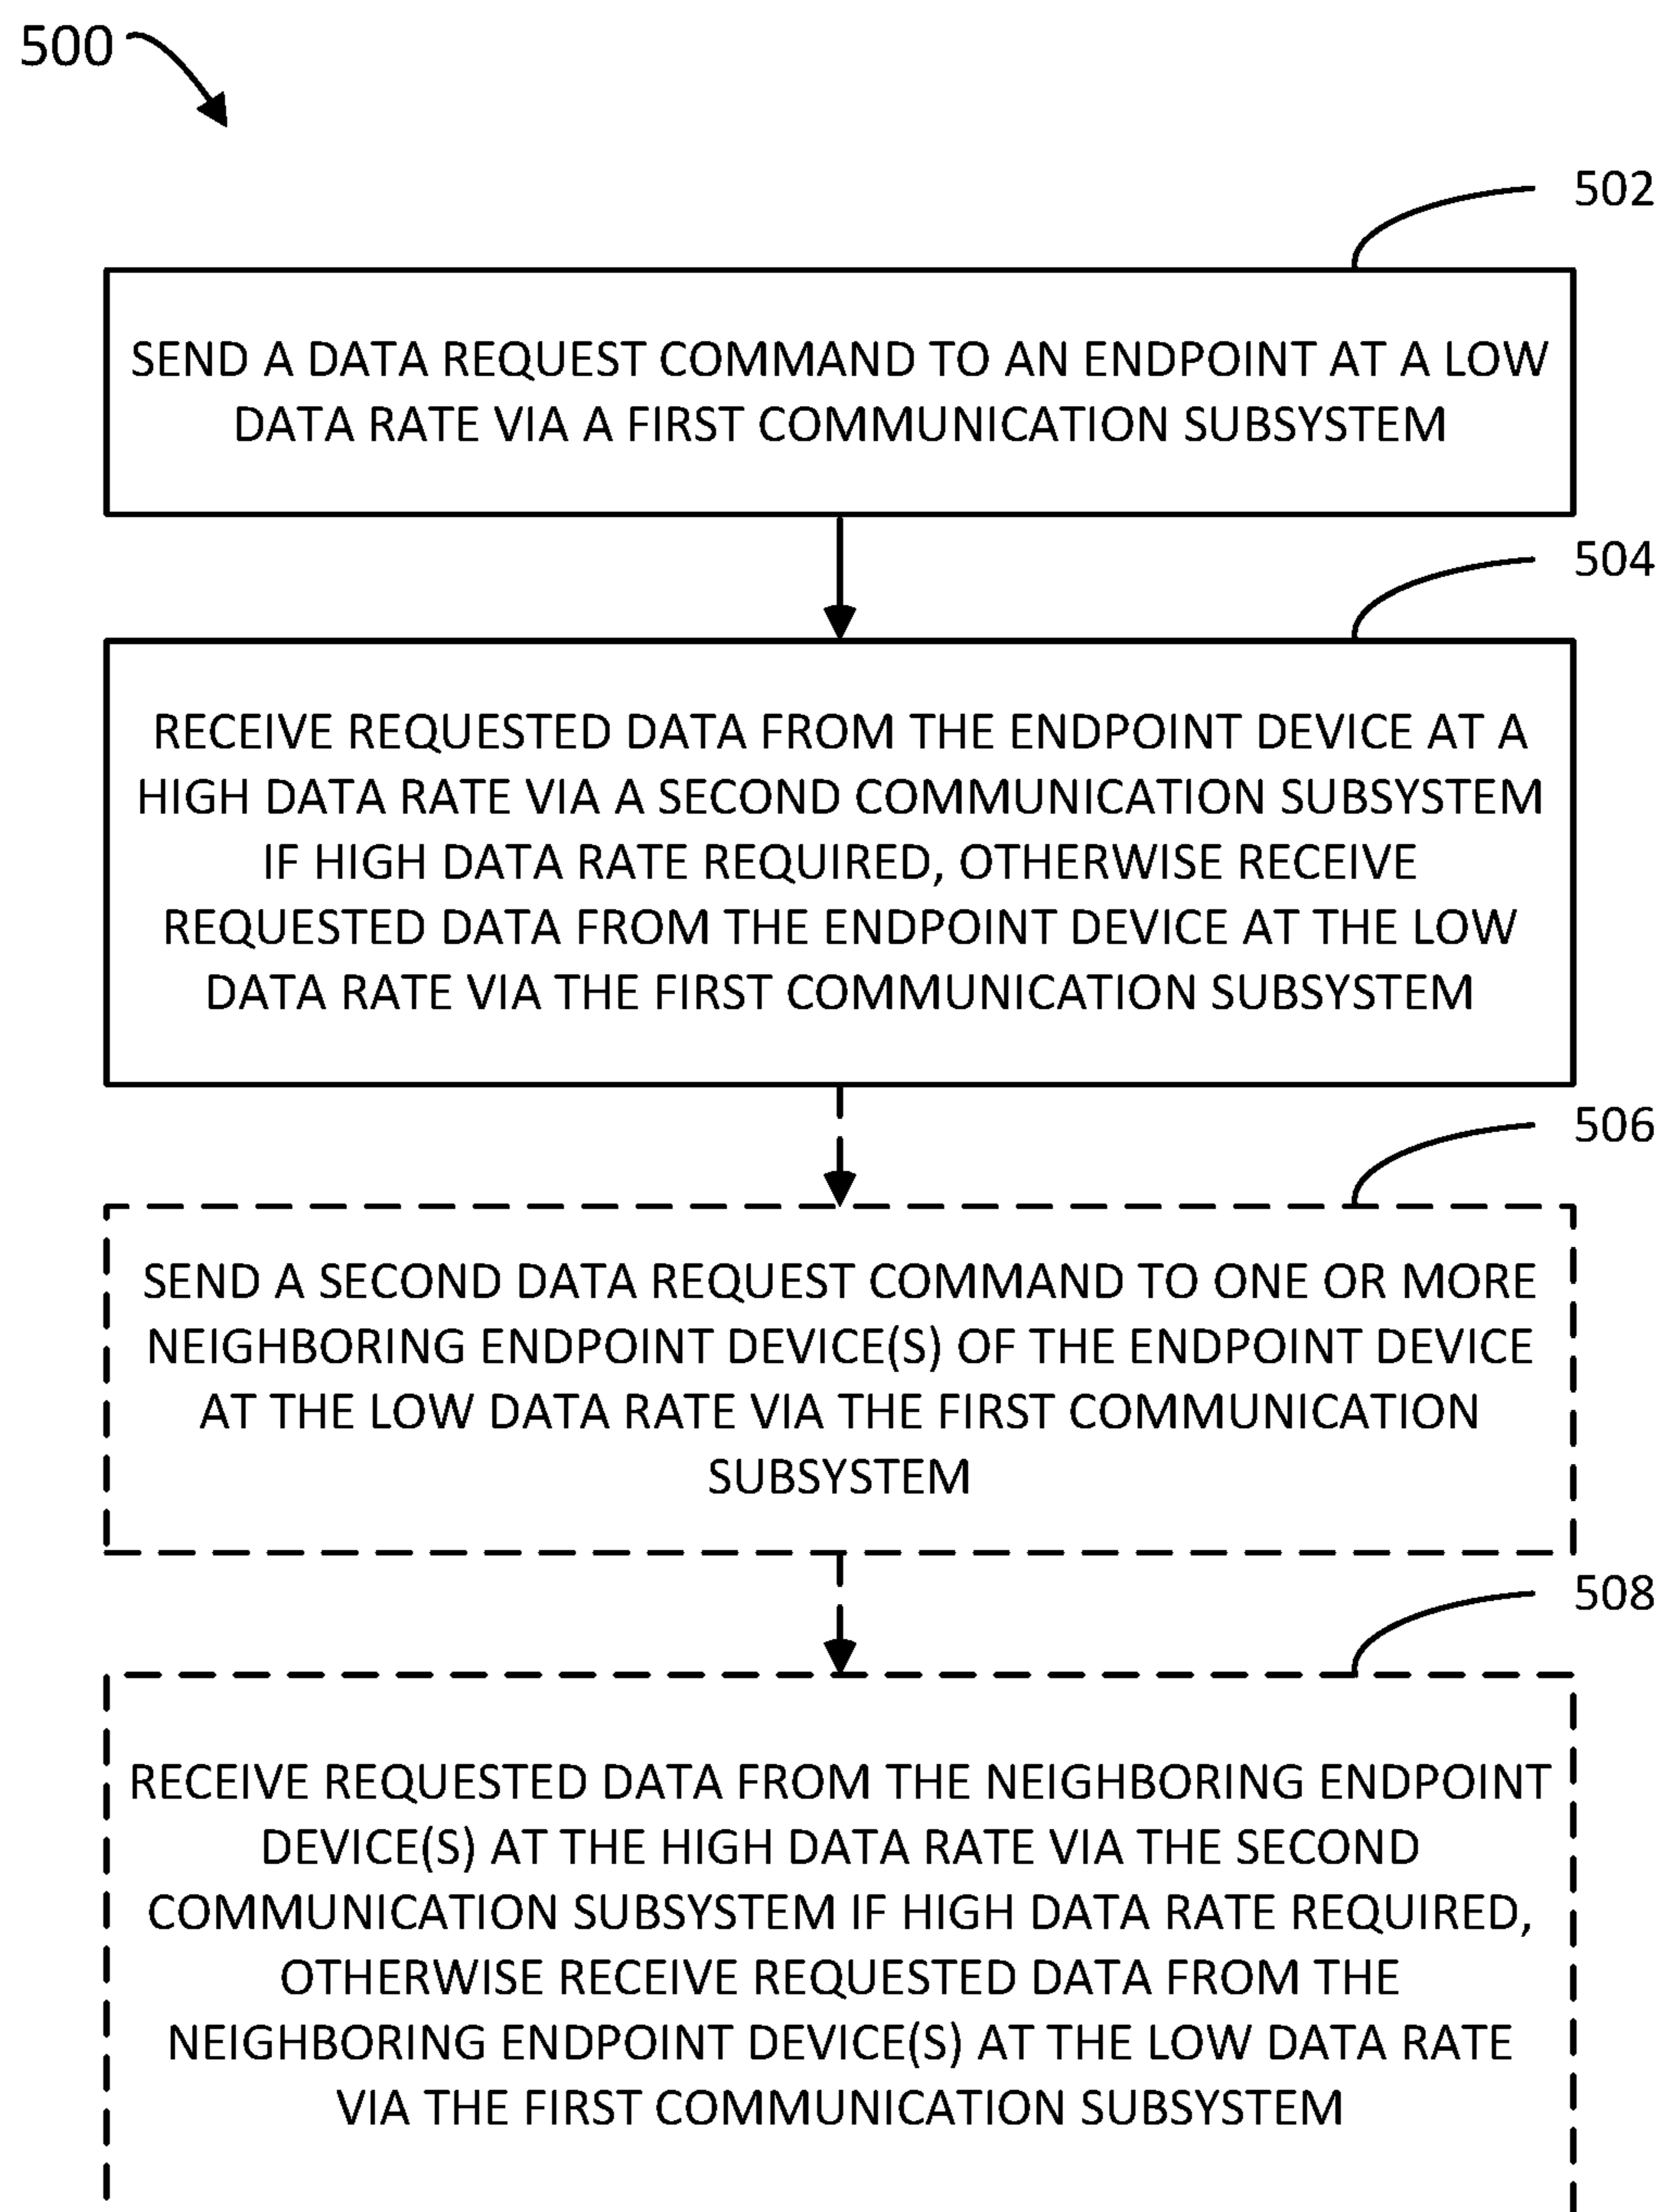 500
502
SEND A DATA REQUEST COMMAND TO AN ENDPOINT AT A LOW
DATA RATE VIA A FIRST COMMUNICATION SUBSYSTEM
504
RECEIVE REQUESTED DATA FROM THE ENDPOINT DEVICE AT A
HIGH DATA RATE VIA A SECOND COMMUNICATION SUBSYSTEM
IF HIGH DATA RATE REQUIRED, OTHERWISE RECEIVE
REQUESTED DATA FROM THE ENDPOINT DEVICE AT THE LOW
DATA RATE VIA THE FIRST COMMUNICATION SUBSYSTEM
506
SEND A SECOND DATA REQUEST COMMAND TO ONE OR MORE
NEIGHBORING ENDPOINT DEVICE(S) OF THE ENDPOINT DEVICE
AT THE LOW DATA RATE VIA THE FIRST COMMUNICATION
SUBSYSTEM
508
RECEIVE REQUESTED DATA FROM THE NEIGHBORING ENDPOINT
DEVICE(S) AT THE HIGH DATA RATE VIA THE SECOND
COMMUNICATION SUBSYSTEM IF HIGH DATA RATE REQUIRED,
OTHERWISE RECEIVE REQUESTED DATA FROM THE
NEIGHBORING ENDPOINT DEVICE(S) AT THE LOW DATA RATE
VIA THE FIRST COMMUNICATION SUBSYSTEM